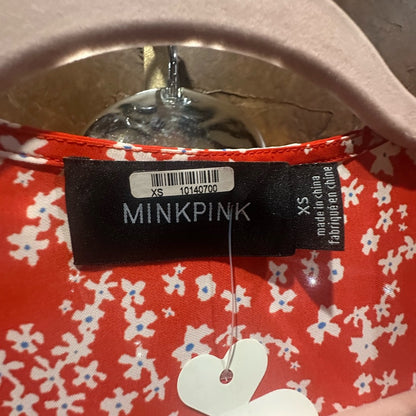 XS 10140700
MINKPINK
XS
made in china
fabriqué en chine